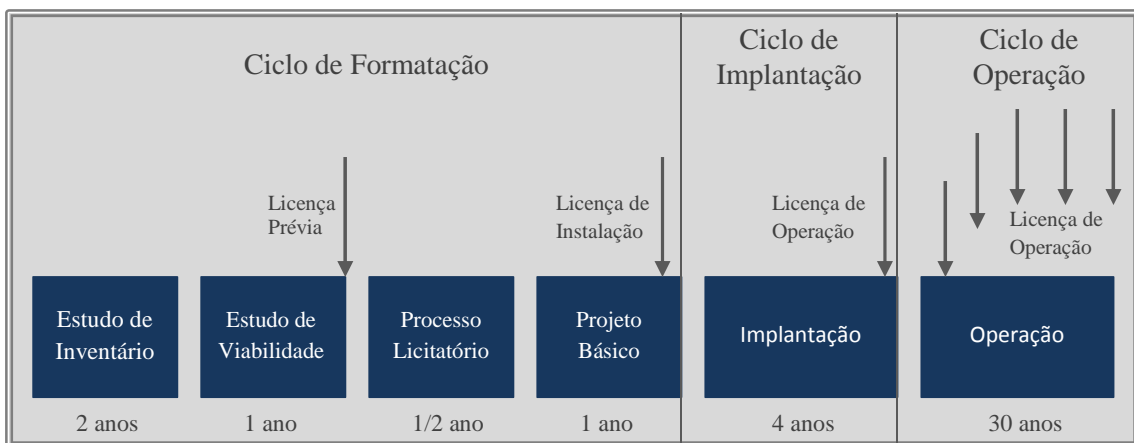 Ciclo de Formatação
Ciclo de
Implantação
Ciclo de
Operação
Licença
Prévia
Licença de
Instalação
Licença de
Operação
Licença de
Operação
Estudo de
Inventário
Estudo de
Viabilidade
Processo
Licitatório
Projeto
Básico
Implantação
Operação
2 anos
1 ano
1/2 ano
1 ano
4 anos
30 anos